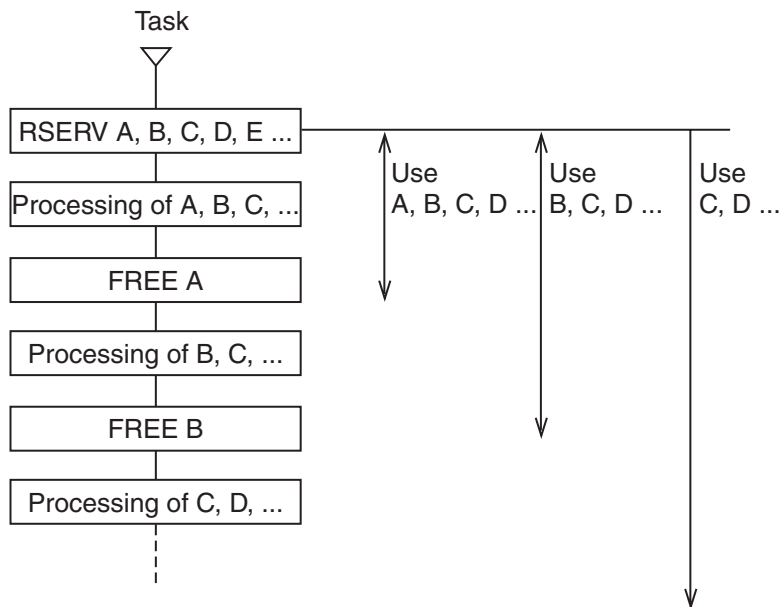 Task
RSERV A, B, C, D, E ...
Processing of A, B, C, ...
FREE A
Processing of B, C, ...
FREE B
Processing of C, D, ...
Use
A, B, C, D ...
Use
B, C, D ...
Use
C, D ...